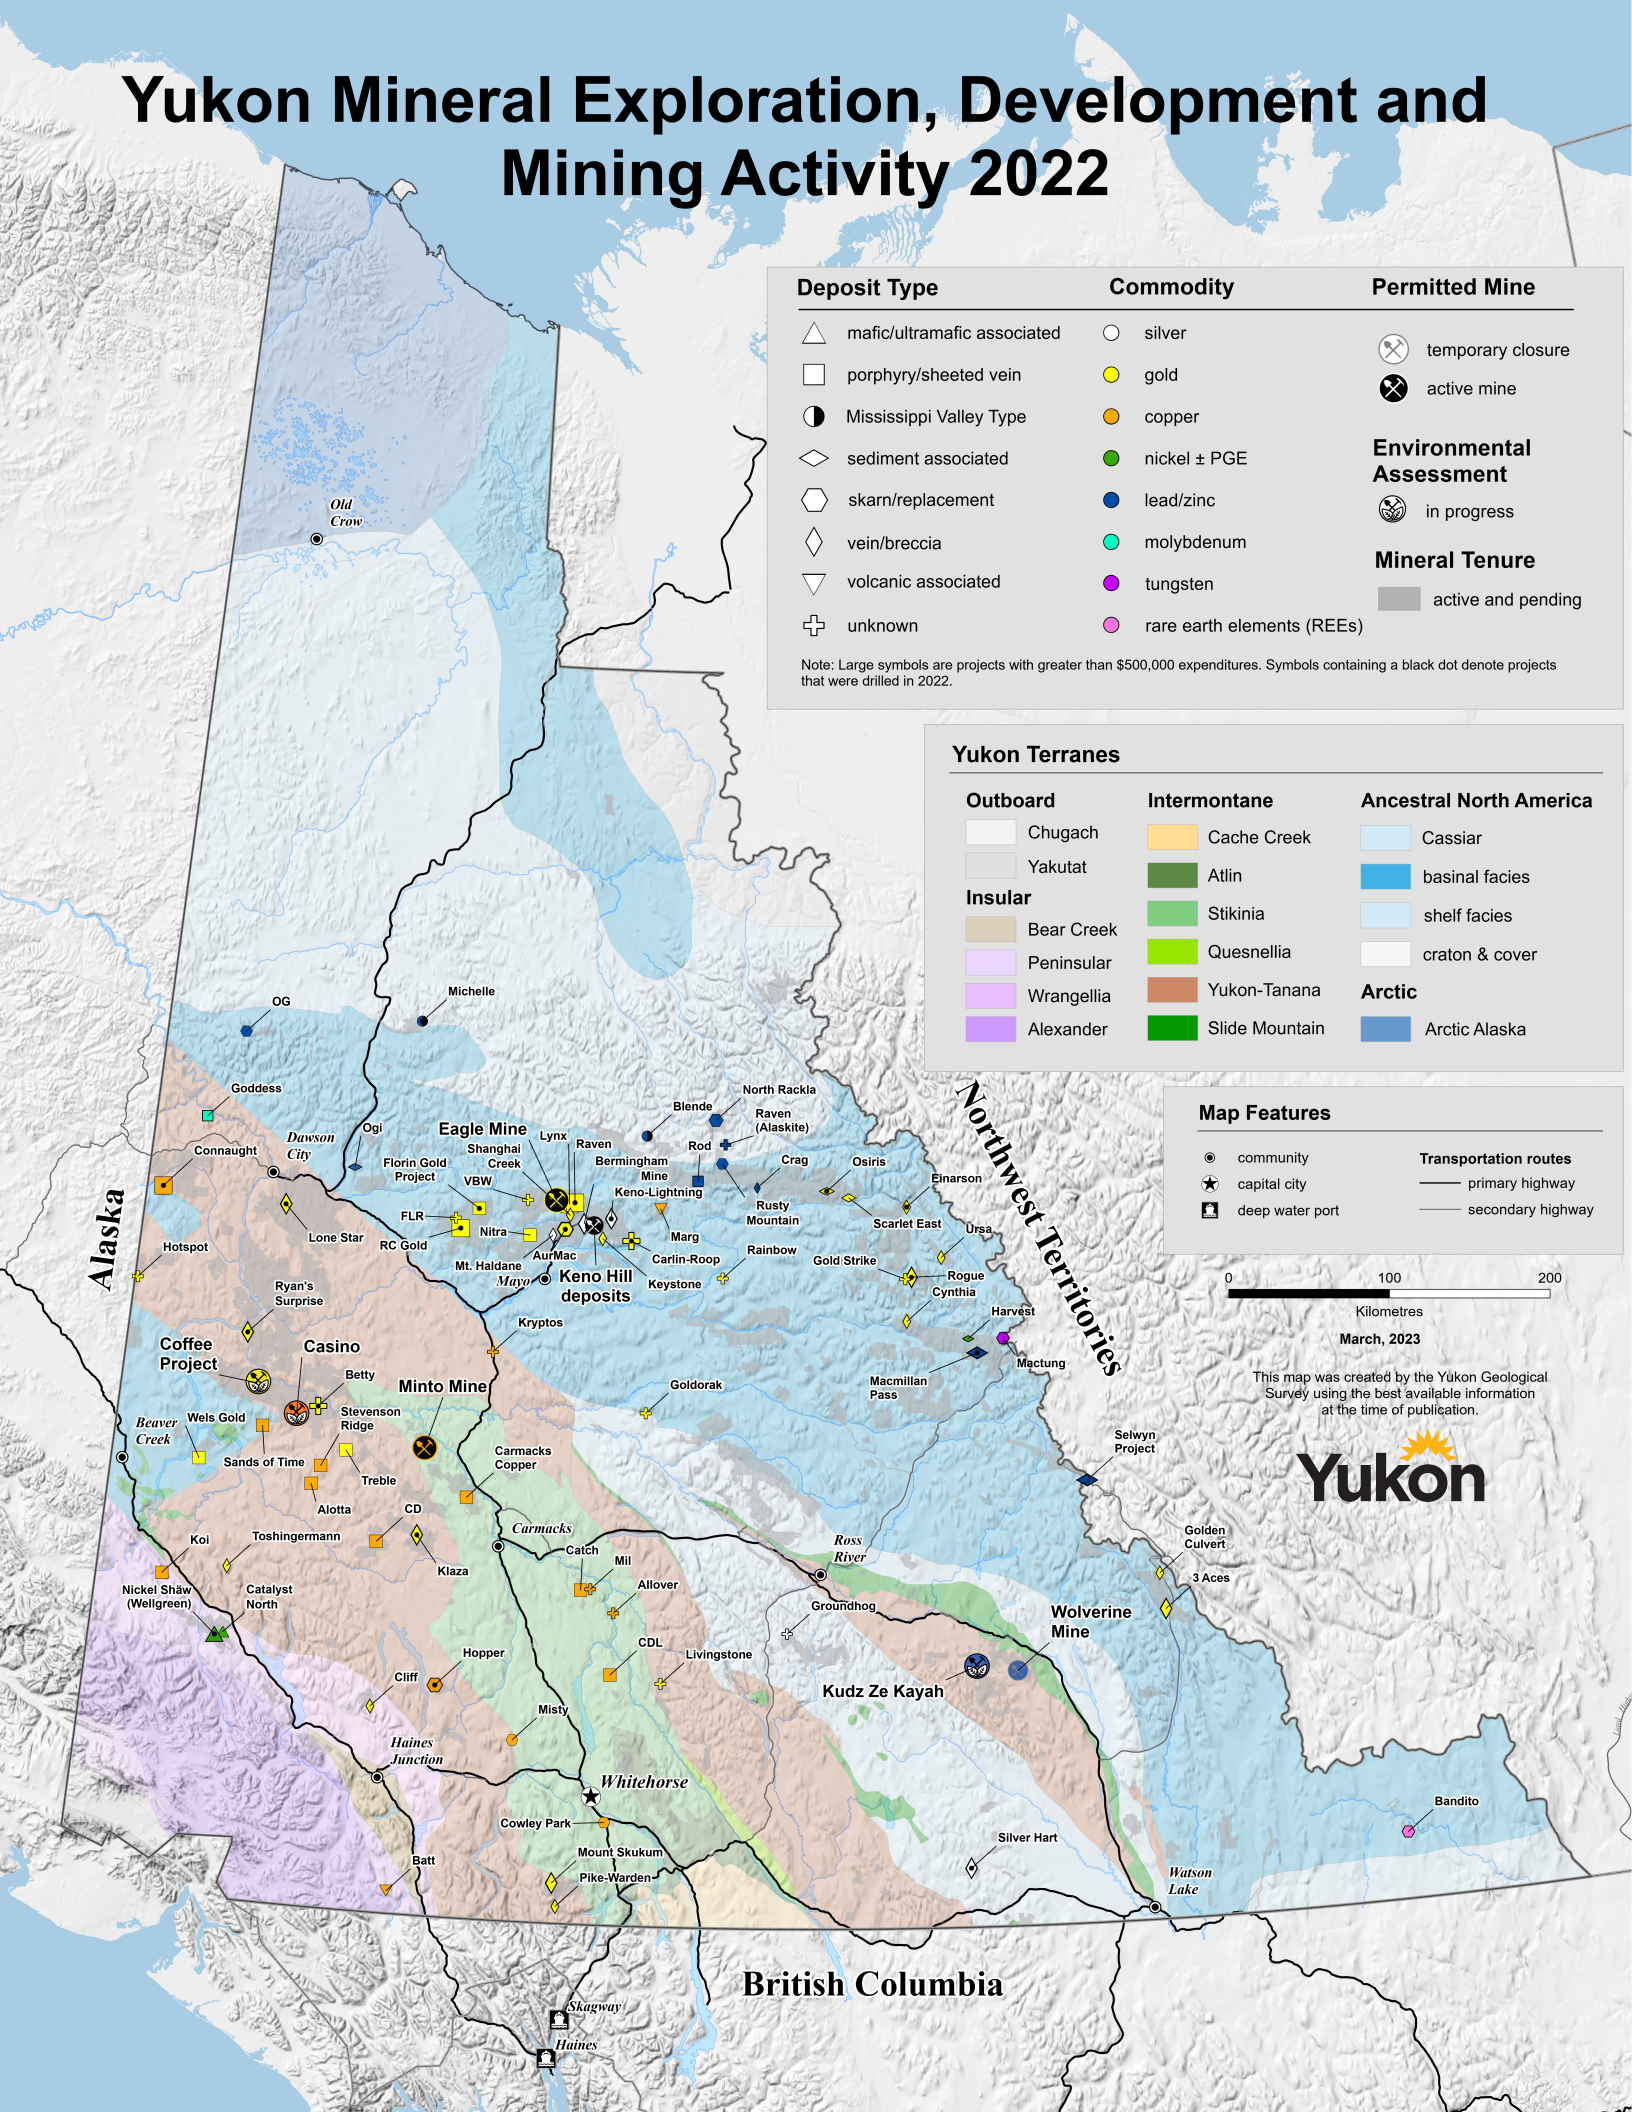 Yukon Mineral Exploration, Development and
Mining Activity 2022
Deposit Type
mafic/ultramafic associated
porphyry/sheeted vein
Mississippi Valley Type
sediment associated
skarn/replacement
vein/breccia
volcanic associated
unknown
Commodity
silver
gold
copper
nickel ± PGE
lead/zinc
molybdenum
tungsten
rare earth elements (REEs)
Permitted Mine
temporary closure
active mine
Environmental
Assessment
in progress
Mineral Tenure
active and pending
Note: Large symbols are projects with greater than $500,000 expenditures. Symbols containing a black dot denote projects
that were drilled in 2022.
Yukon Terranes
Outboard
Chugach
Yakutat
Insular
Bear Creek
Peninsular
Wrangellia
Alexander
Intermontane
Cache Creek
Atlin
Stikinia
Quesnellia
Yukon-Tanana
Slide Mountain
Ancestral North America
Cassiar
basinal facies
shelf facies
craton & cover
Arctic
Arctic Alaska
Map Features
community
capital city
deep water port
Transportation routes
primary highway
secondary highway
0
100
200
Kilometres
March, 2023
This map was created by the Yukon Geological
Survey using the best available information
at the time of publication.
Yukon
Old
Crow
OG
Michelle
Goddess
Connaught
Dawson
City
Ogi
Eagle Mine
Lynx
Raven
Shanghai
Creek
Florin Gold
Project
VBW
Bermingham
Mine
Keno-Lightning
Blende
North Rackla
Raven
(Alaskite)
Rod
Crag
Osiris
Einarson
Rusty
Mountain
Scarlet East
Ursa
FLR
RC Gold
Nitra
Marg
Lone Star
Alaska
Hotspot
Mt. Haldane
AurMac
Mayo
Keno Hill
deposits
Carlin-Roop
Keystone
Rainbow
Gold Strike
Rogue
Cynthia
Harvest
Northwest Territories
Ryan's
Surprise
Kryptos
Coffee
Project
Casino
Betty
Minto Mine
Goldorak
Macmillan
Pass
Mactung
Beaver
Creek
Wels Gold
Stevenson
Ridge
Sands of Time
Treble
Carmacks
Copper
Selwyn
Project
Alotta
CD
Koi
Toshingermann
Klaza
Carmacks
Catch
Mil
Allover
Ross
River
Golden
Culvert
3 Aces
Nickel Shäw
(Wellgreen)
Catalyst
North
Groundhog
Wolverine
Mine
Hopper
CDL
Livingstone
Cliff
Kudz Ze Kayah
Misty
Haines
Junction
Whitehorse
Cowley Park
Bandito
Silver Hart
Batt
Mount Skukum
Pike-Warden
Watson
Lake
British Columbia
Skagway
Haines